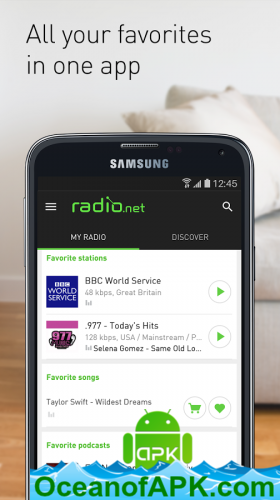 All your favorites
in one app
SAMSUNG
12:45
radio.net
MY RADIO
DISCOVER
Favorite stations
BBC
WORLD
SERVICE
BBC World Service
48 kbps, Great Britain
.977
.977 - Today's Hits
128 kbps, USA / Mainstream / P...
Selena Gomez - Same Old Lo...
Favorite songs
Taylor Swift - Wildest Dreams
Favorite podcasts
APK
OceanofAPK.com